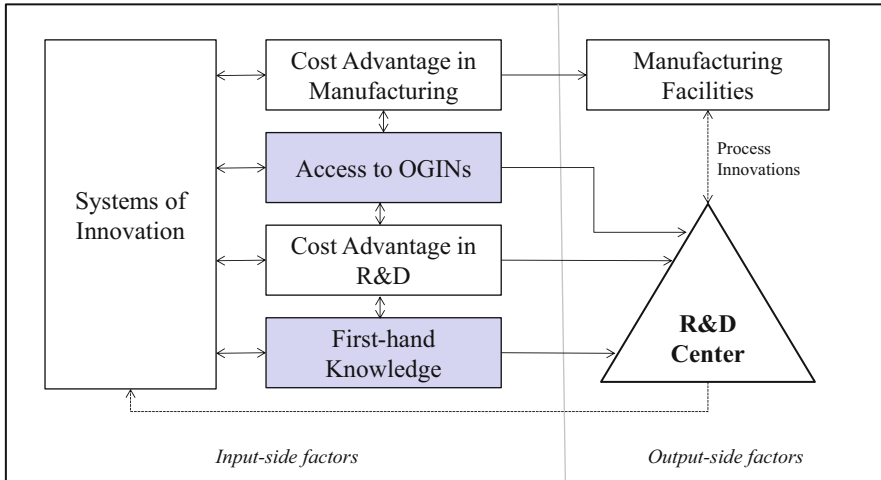 Systems of
Innovation
Cost Advantage in
Manufacturing
Access to OGINs
Cost Advantage in
R&D
First-hand
Knowledge
Manufacturing
Facilities
Process
Innovations
R&D
Center
Input-side factors
Output-side factors